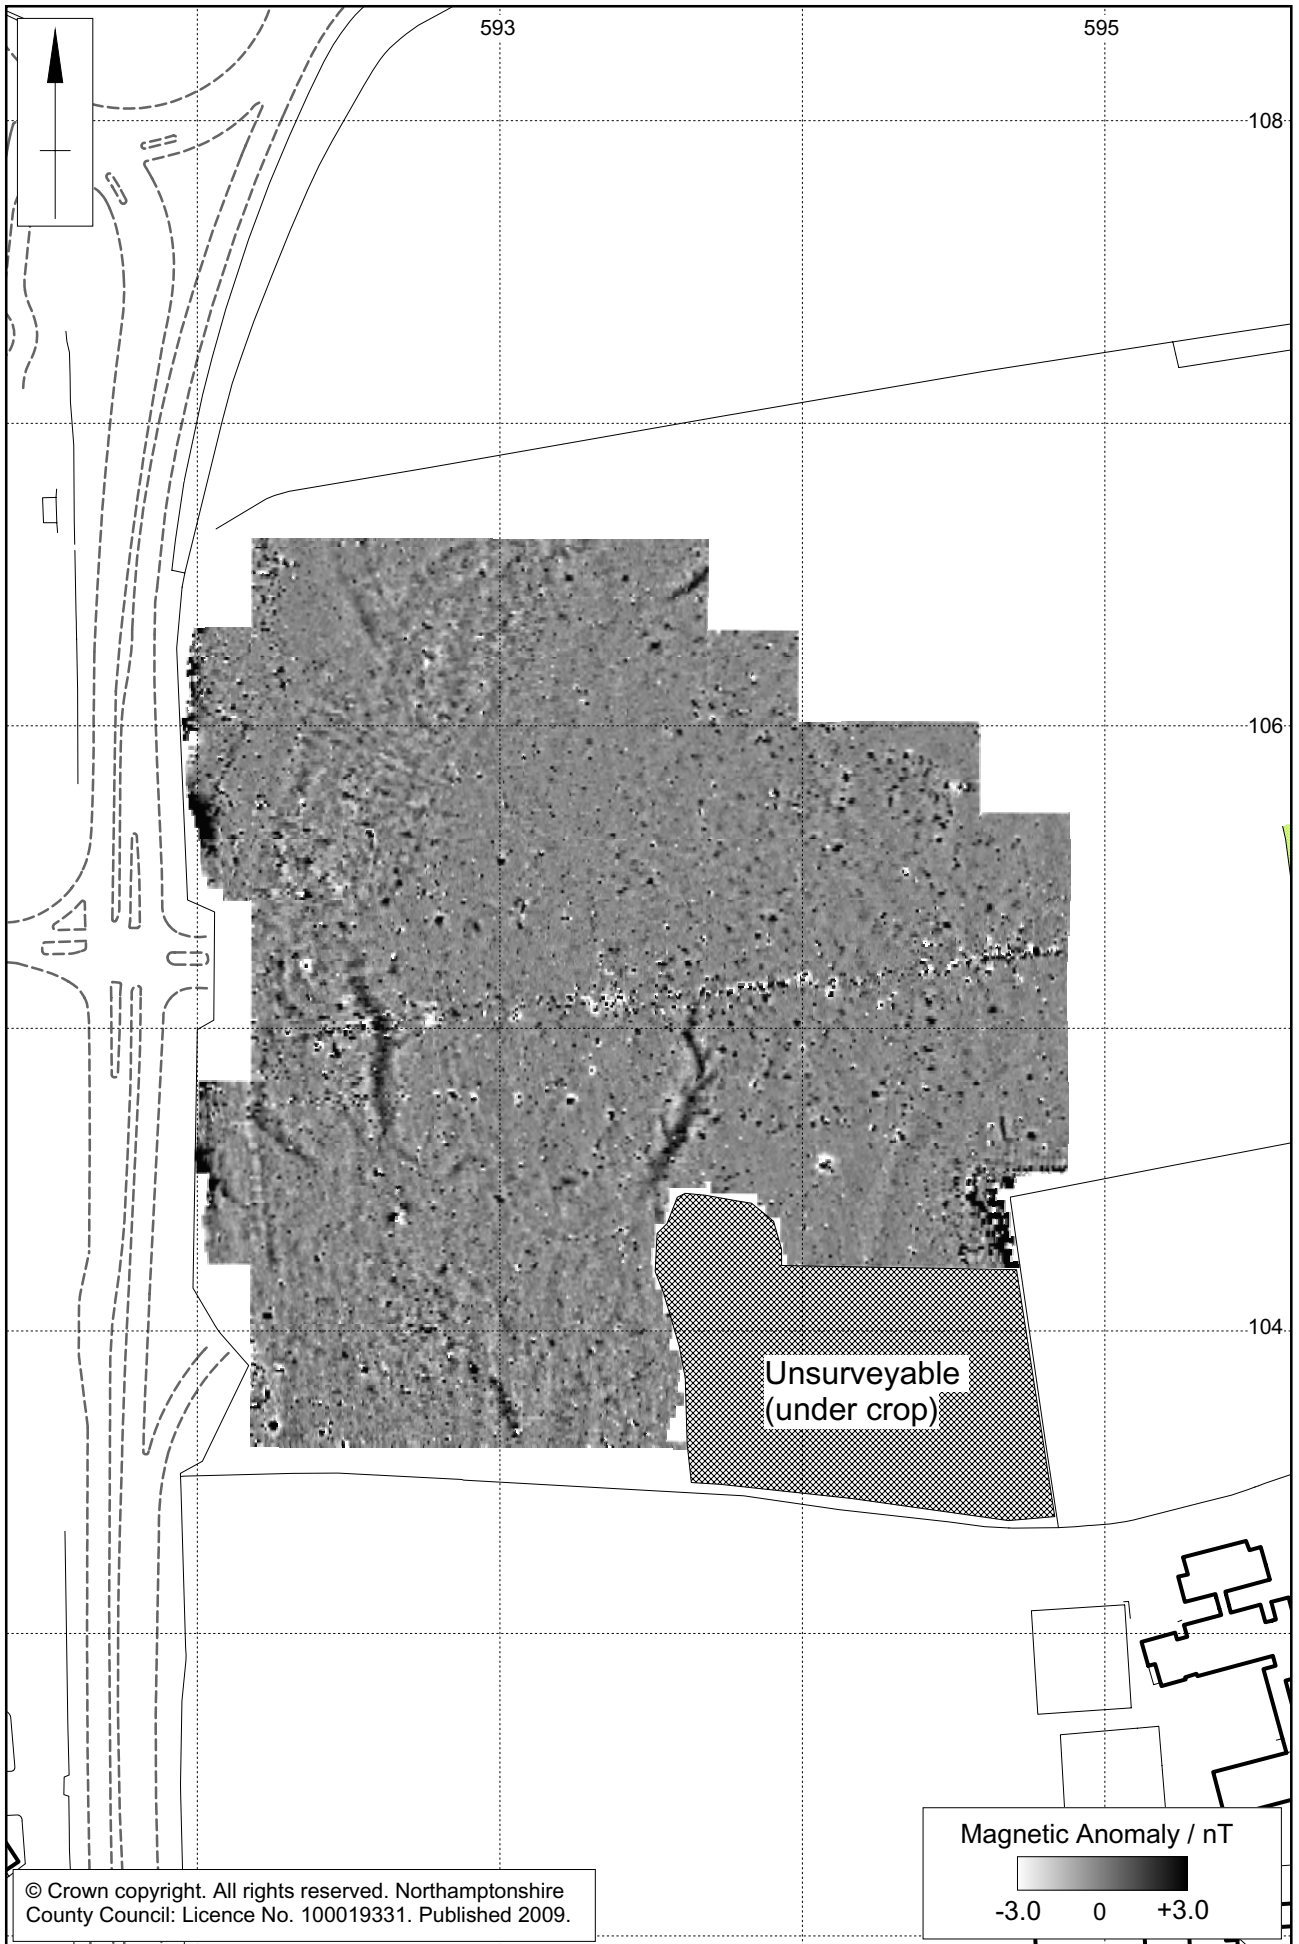 593
595
108
106
104
Unsurveyable
(under crop)
Magnetic Anomaly / nT
-3.0 0 +3.0
© Crown copyright. All rights reserved. Northamptonshire
County Council: Licence No. 100019331. Published 2009.